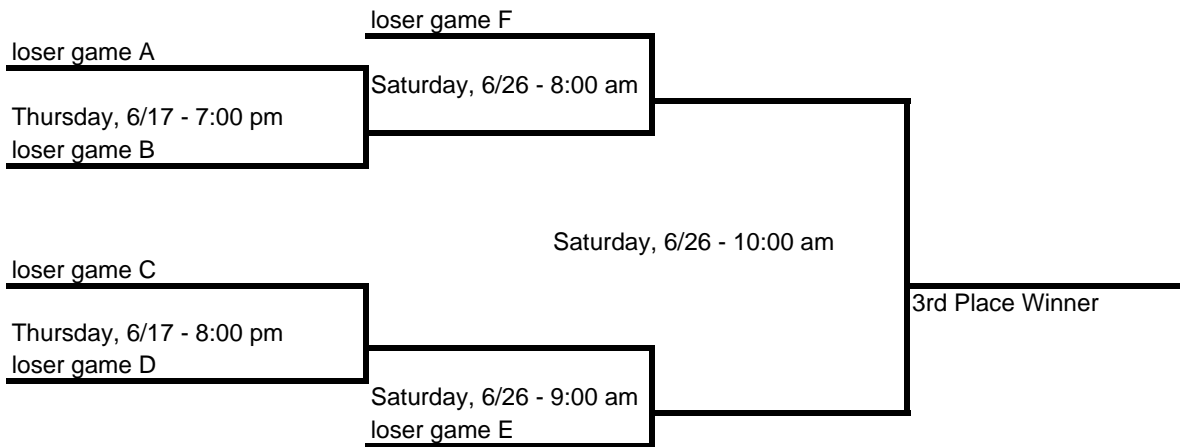 loser game F
loser game A
Saturday, 6/26 - 8:00 am
Thursday, 6/17 - 7:00 pm
loser game B
Saturday, 6/26 - 10:00 am
loser game C
3rd Place Winner
Thursday, 6/17 - 8:00 pm
loser game D
Saturday, 6/26 - 9:00 am
loser game E